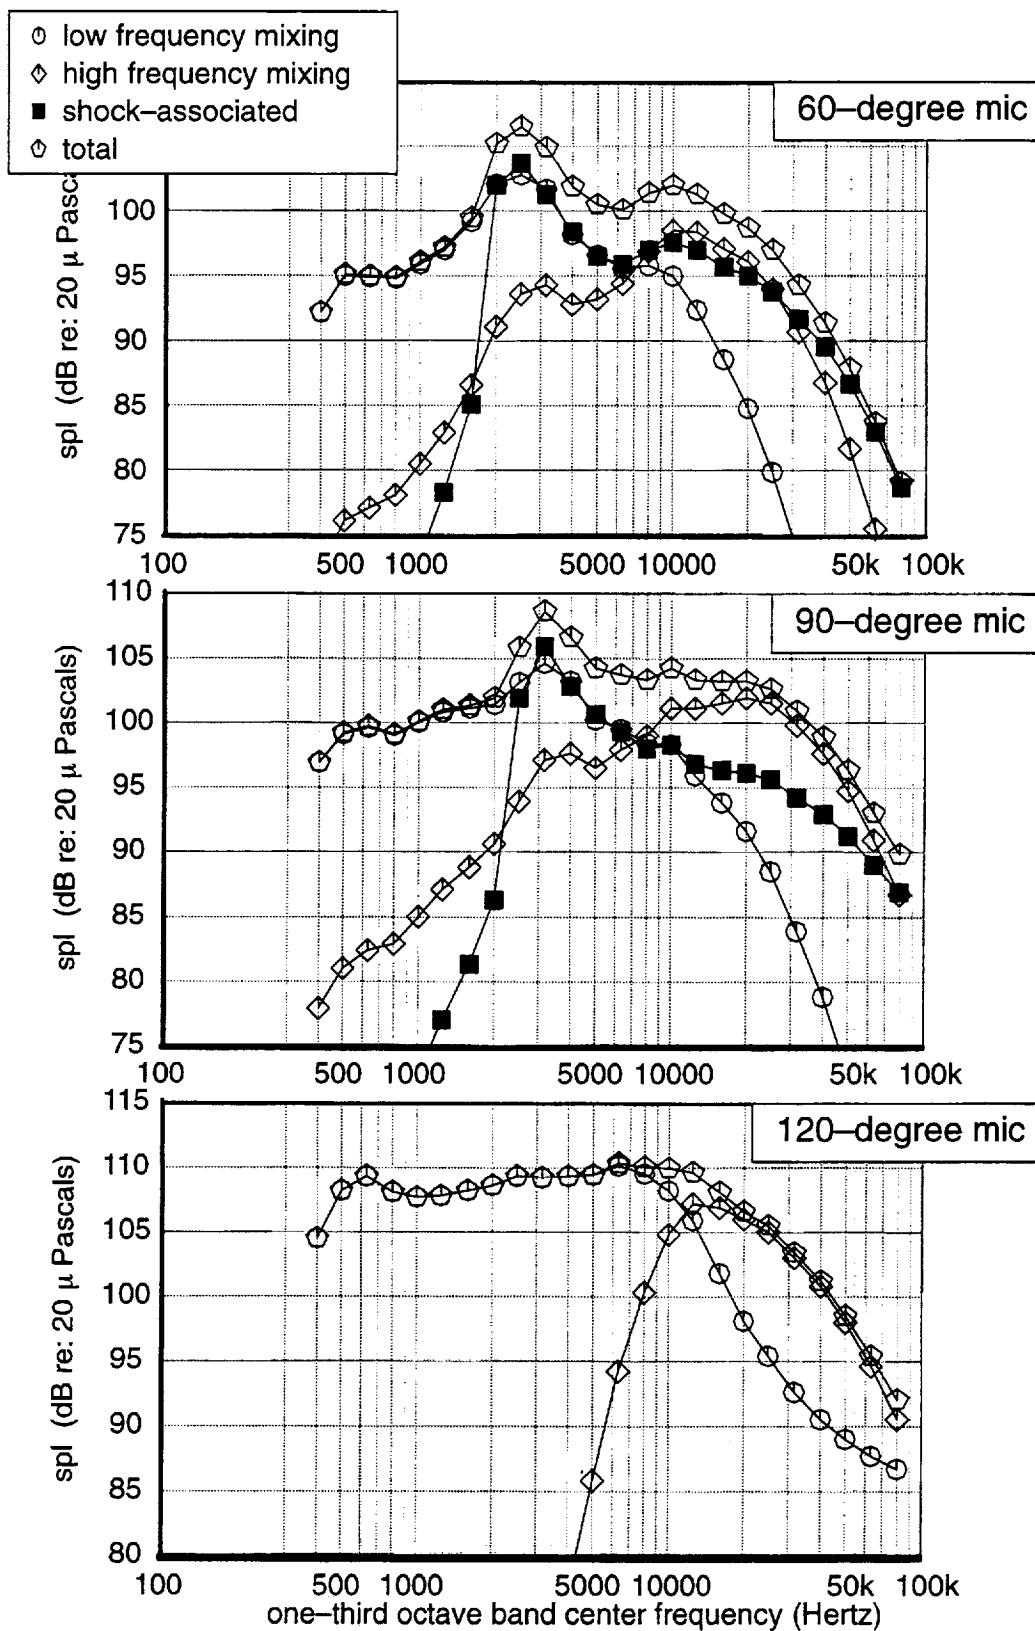 low frequency mixing
high frequency mixing
shock–associated
total
60–degree mic
spl (dB re: 20 μ Pasca
100
95
90
85
80
75
100 500 1000 5000 10000 50k 100k
90–degree mic
spl (dB re: 20 μ Pascals)
110
105
100
95
90
85
80
75
100 500 1000 5000 10000 50k 100k
120–degree mic
spl (dB re: 20 μ Pascals)
115
110
105
100
95
90
85
80
100 500 1000 5000 10000 50k 100k
one–third octave band center frequency (Hertz)